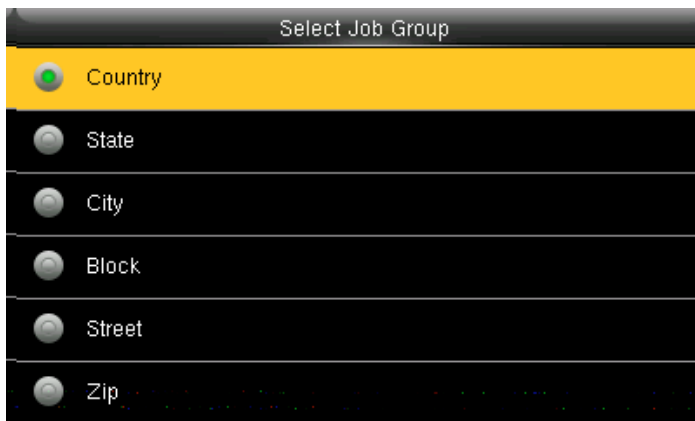 Select Job Group
Country
State
City
Block
Street
Zip